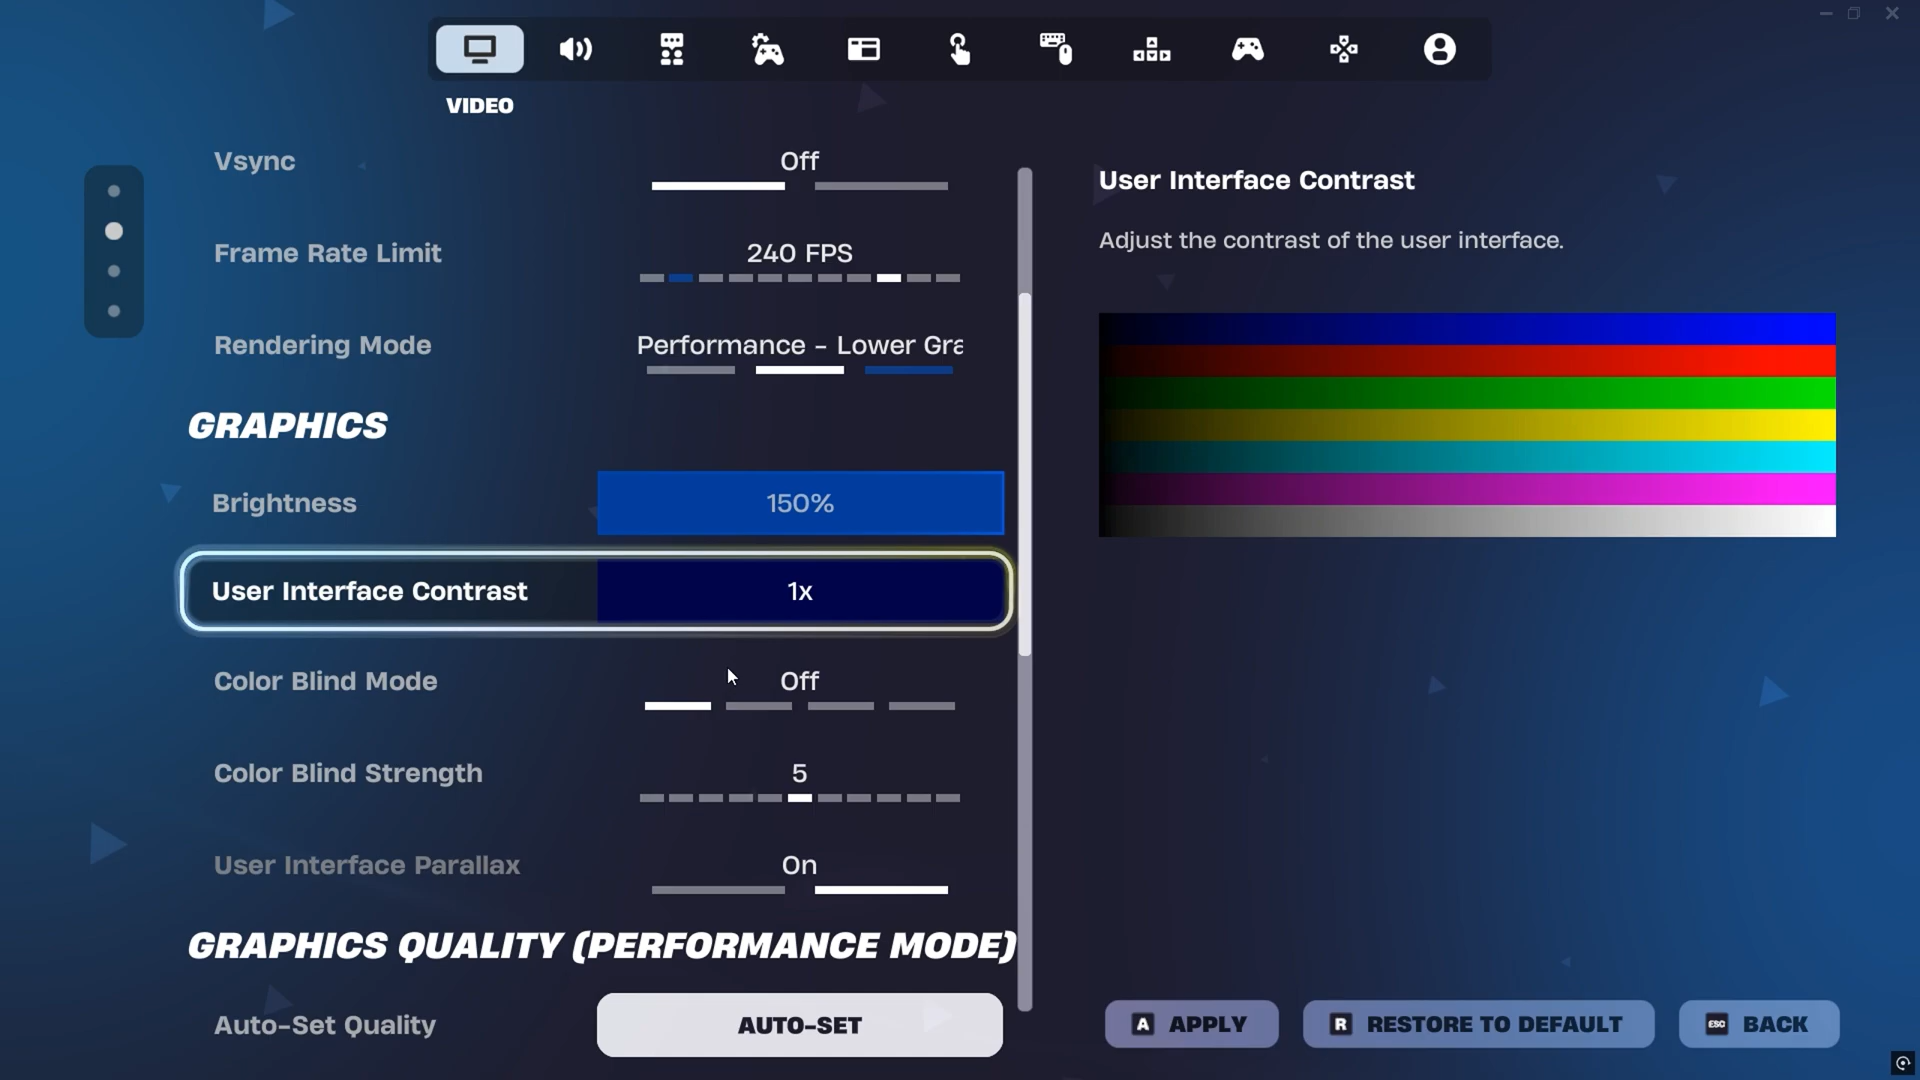 VIDEO
Vsync
Off
Frame Rate Limit
240 FPS
Rendering Mode
Performance - Lower Gra
GRAPHICS
Brightness
150%
User Interface Contrast
1x
Color Blind Mode
Off
Color Blind Strength
5
User Interface Parallax
On
GRAPHICS QUALITY (PERFORMANCE MODE)
Auto-Set Quality
AUTO-SET
User Interface Contrast
Adjust the contrast of the user interface.
A APPLY
R RESTORE TO DEFAULT
ESC BACK